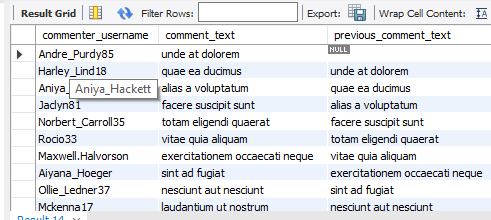 Result Grid Filter Rows: Export: Wrap Cell Content:
commenter_username comment_text previous_comment_text
Andre_Purdy85 unde at dolorem NULL
Harley_Lind18 quae ea ducimus unde at dolorem
Aniya_ Aniya_Hackett alias a voluptatum quae ea ducimus
Jaclyn81 facere suscipit sunt alias a voluptatum
Norbert_Carroll35 totam eligendi quaerat facere suscipit sunt
Rocio33 vitae quia aliquam totam eligendi quaerat
Maxwell.Halvorson exercitationem occaecati neque vitae quia aliquam
Aiyana_Hoeger sint ad fugiat exercitationem occaecati neque
Ollie_Ledner37 nesciunt aut nesciunt sint ad fugiat
Mckenna17 laudantium ut nostrum nesciunt aut nesciunt
Result 14